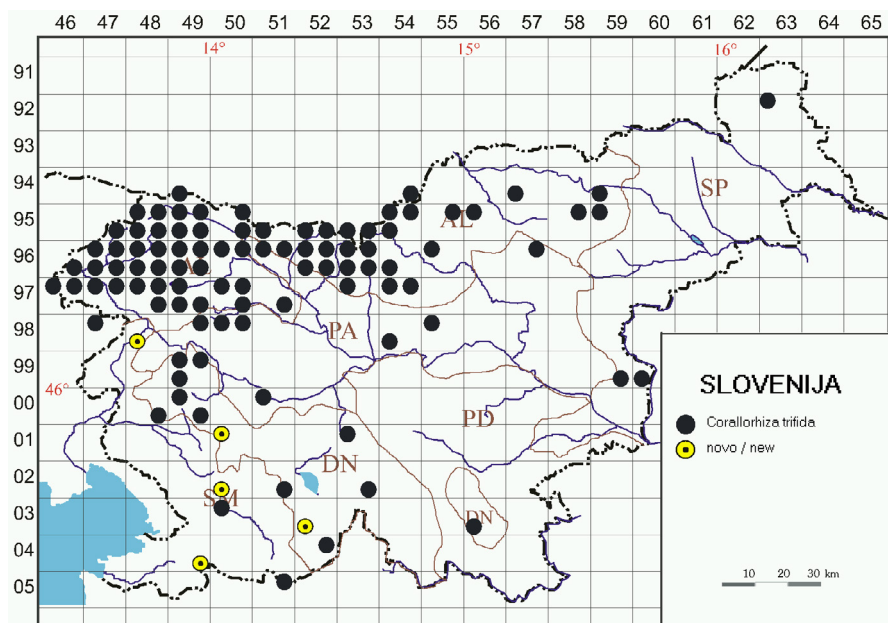 46 47 48 49 50 51 52 53 54 55 56 57 58 59 60 61 62 63 64 65
14° 15° 16°
91
92
93
94
SP
95
AL
96
AL
97
98
PA
99
46°
00
SLOVENIJA
PD
Corallorhiza trifida
01
novo / new
DN
02
SM
03
DN
04
05
10 20 30 km